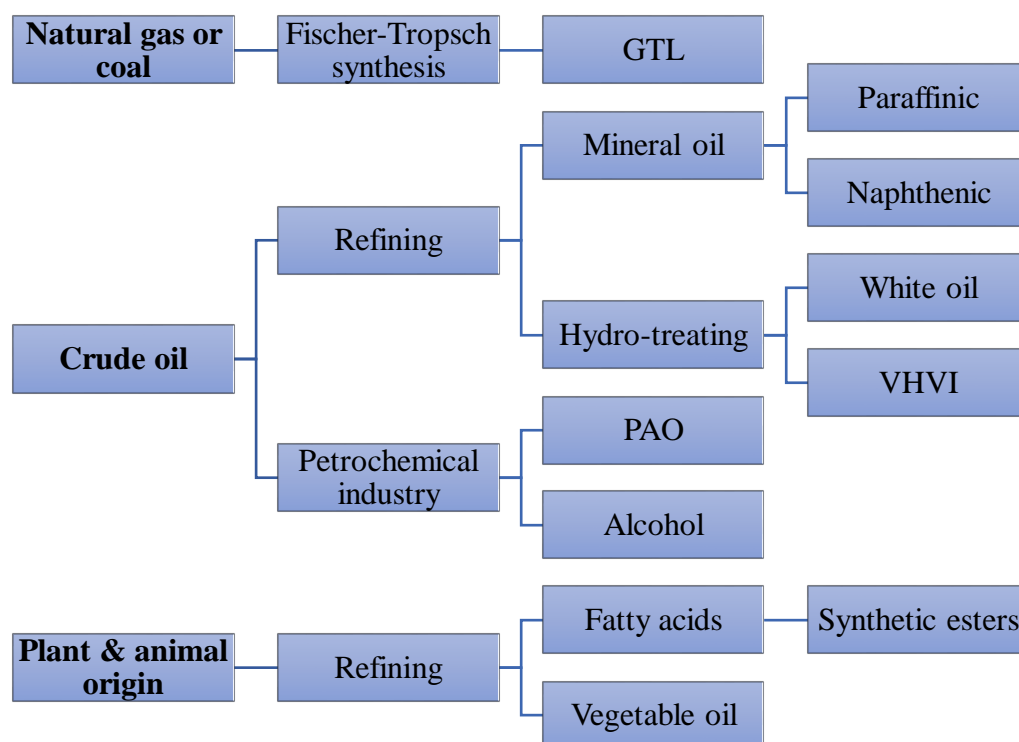 Natural gas or
coal
Fischer-Tropsch
synthesis
GTL
Crude oil
Refining
Mineral oil
Paraffinic
Naphthenic
Hydro-treating
White oil
VHVI
Petrochemical
industry
PAO
Alcohol
Plant & animal
origin
Refining
Fatty acids
Synthetic esters
Vegetable oil